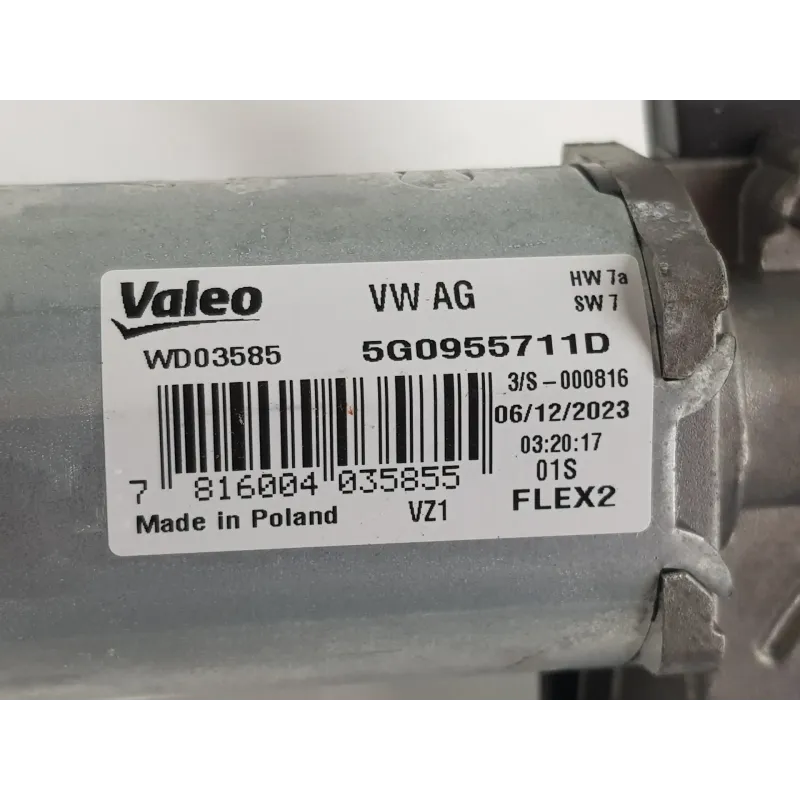 Valeo VW AG HW 7a
SW 7
WD03585 5G0955711D
3/S-000816
06/12/2023
03:20:17
01S
7 816004 035855
FLEX2
Made in Poland VZ1